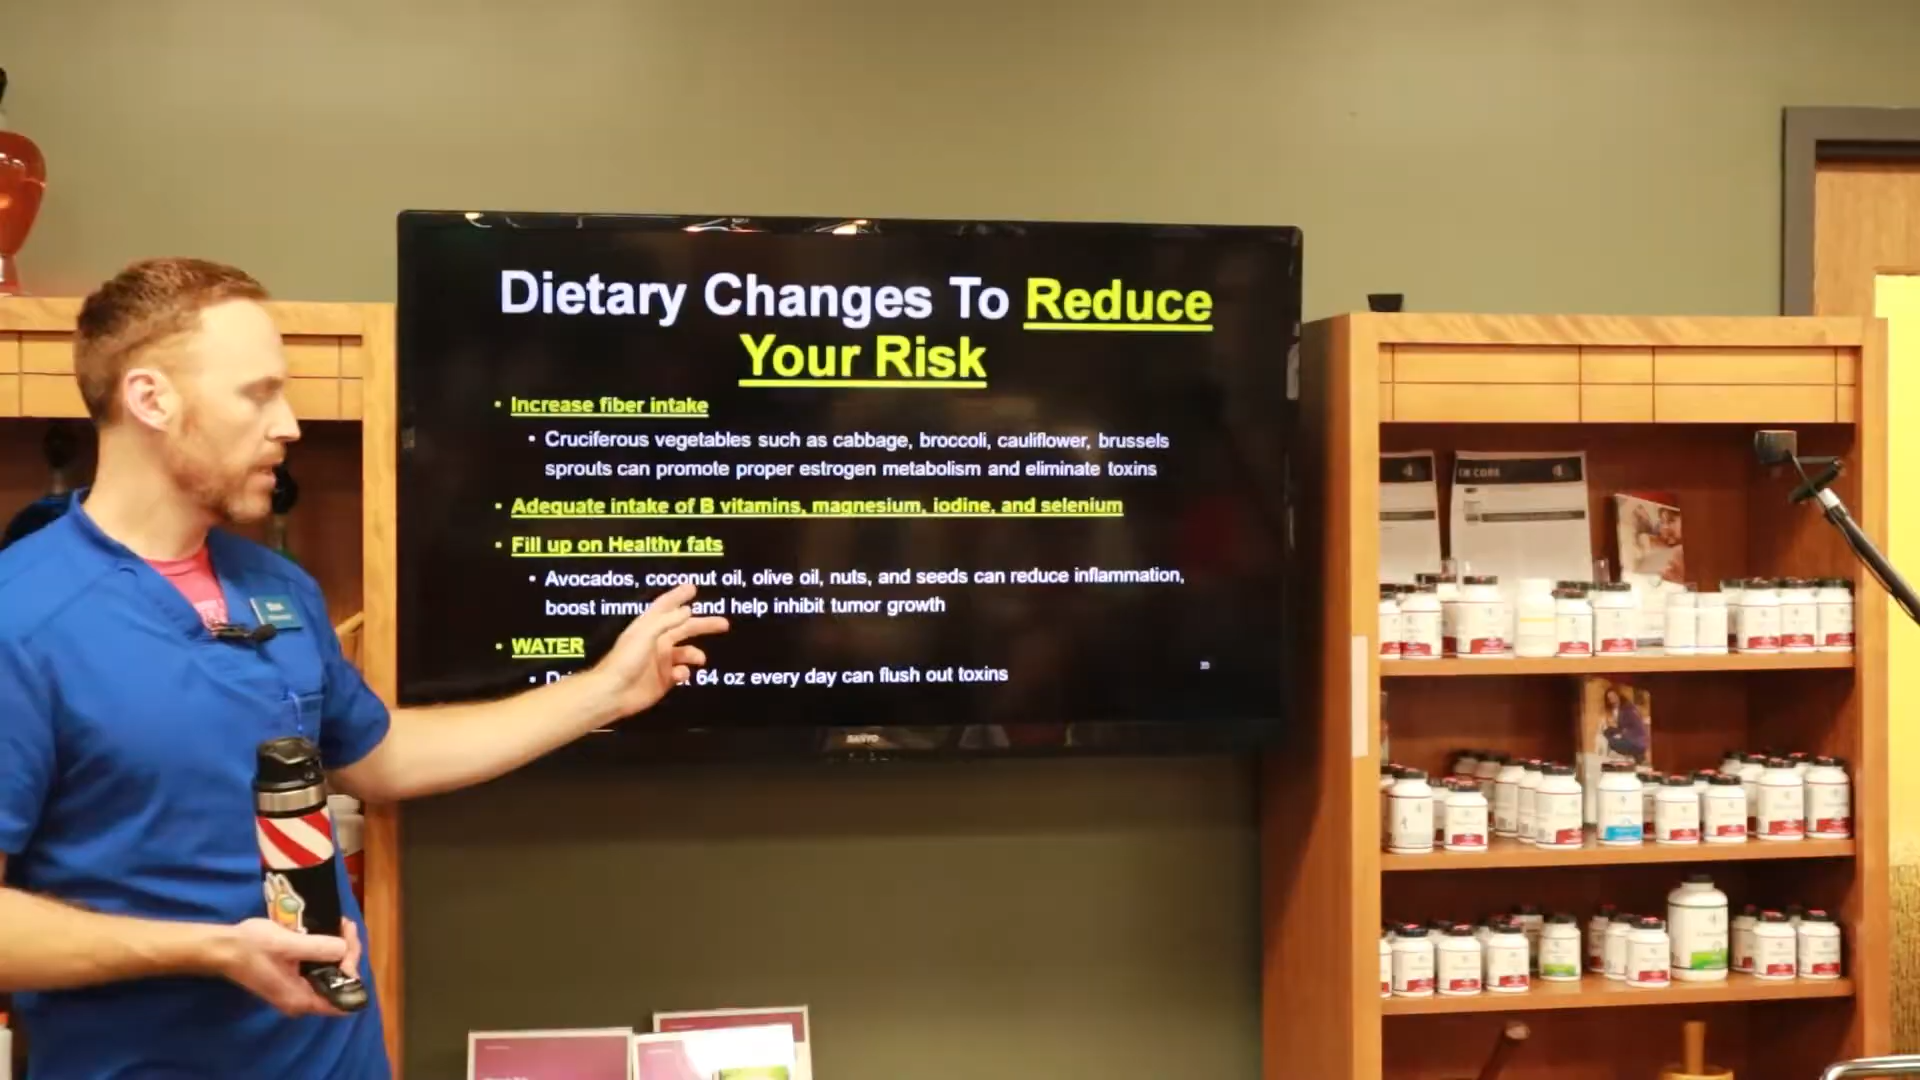 Dietary Changes To Reduce
Your Risk
• Increase fiber intake
• Cruciferous vegetables such as cabbage, broccoli, cauliflower, brussels
sprouts can promote proper estrogen metabolism and eliminate toxins
• Adequate intake of B vitamins, magnesium, iodine, and selenium
• Fill up on Healthy fats
• Avocados, coconut oil, olive oil, nuts, and seeds can reduce inflammation,
boost and help inhibit tumor growth
• WATER
• 64 oz every day can flush out toxins
SANYO